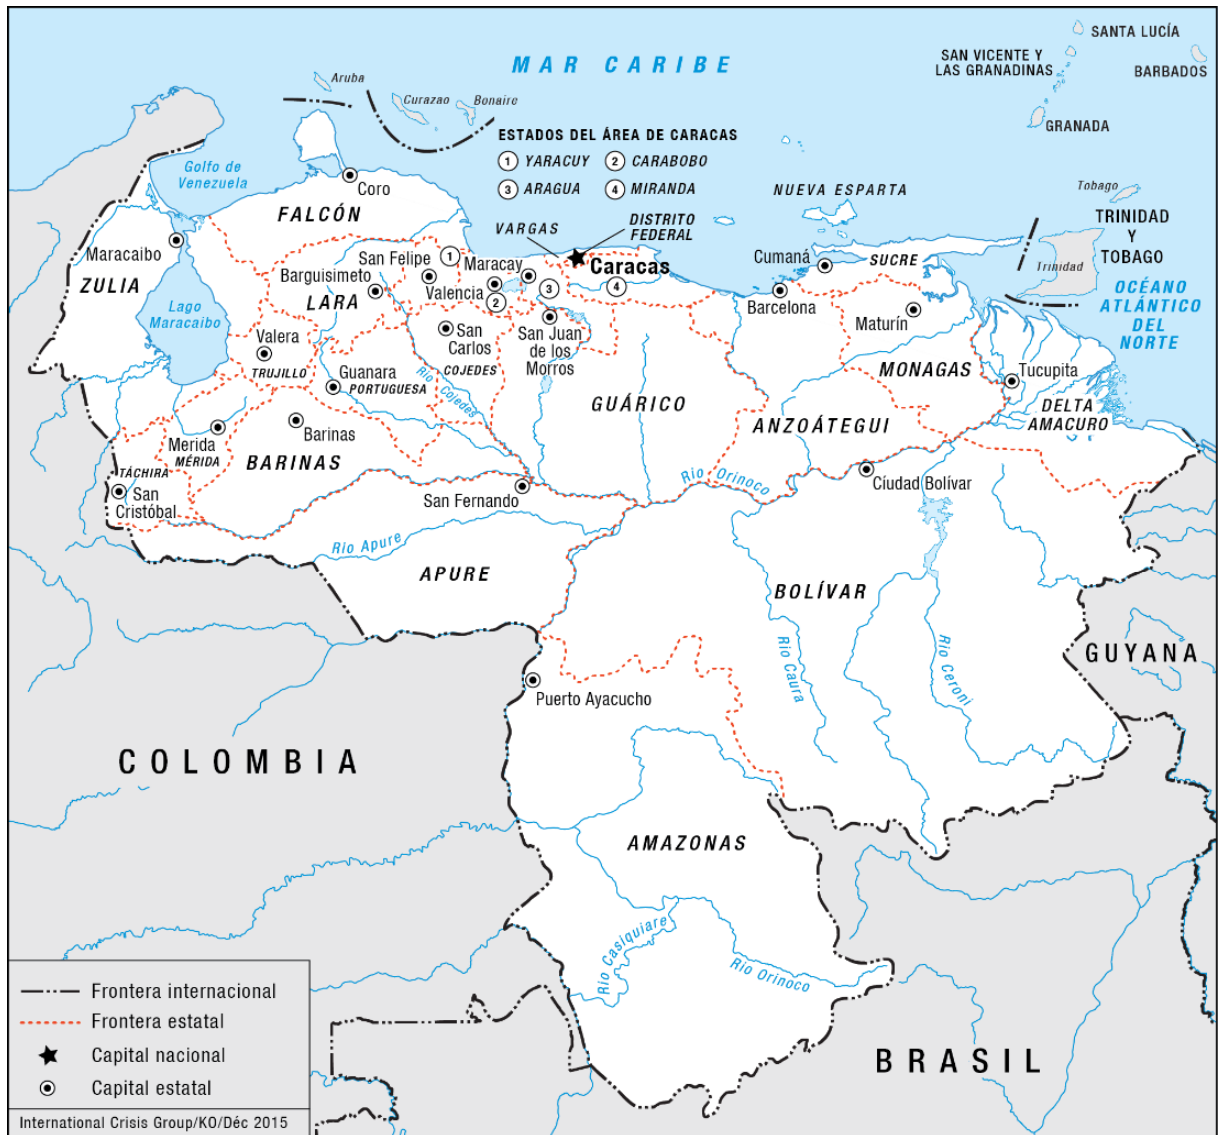 SANTA LUCÍA
SAN VICENTE Y
LAS GRANADINAS
BARBADOS
MAR CARIBE
Aruba
Curazao
Bonaire
GRANADA
ESTADOS DEL ÁREA DE CARACAS
1 YARACUY
2 CARABOBO
3 ARAGUA
4 MIRANDA
Golfo de
Venezuela
Coro
NUEVA ESPARTA
Tobago
FALCÓN
VARGAS
DISTRITO
FEDERAL
TRINIDAD
Y
TOBAGO
Trinidad
Maracaibo
San Felipe
1
Maracay
Caracas
Cumaná
SUCRE
ZULIA
Barguisimeto
LARA
Valencia
2
3
4
Barcelona
OCÉANO
ATLÁNTICO
DEL
NORTE
Lago
Maracaibo
Maturín
Valera
San
Carlos
San Juan
de los
Morros
TRUJILLO
COJEDES
MONAGAS
Tucupita
Guanara
PORTUGUESA
Rio Cojedes
GUÁRICO
DELTA
AMACURO
ANZOÁTEGUI
Merida
MÉRIDA
Barinas
BARINAS
TÁCHIRA
San
Cristóbal
San Fernando
Rio Orinoco
Cíudad Bolívar
Rio Apure
APURE
BOLÍVAR
Rio Caura
Rio Ceroni
GUYANA
Puerto Ayacucho
COLOMBIA
AMAZONAS
Rio Casiquiare
Rio Orinoco
BRASIL
Frontera internacional
Frontera estatal
Capital nacional
Capital estatal
International Crisis Group/KO/Déc 2015